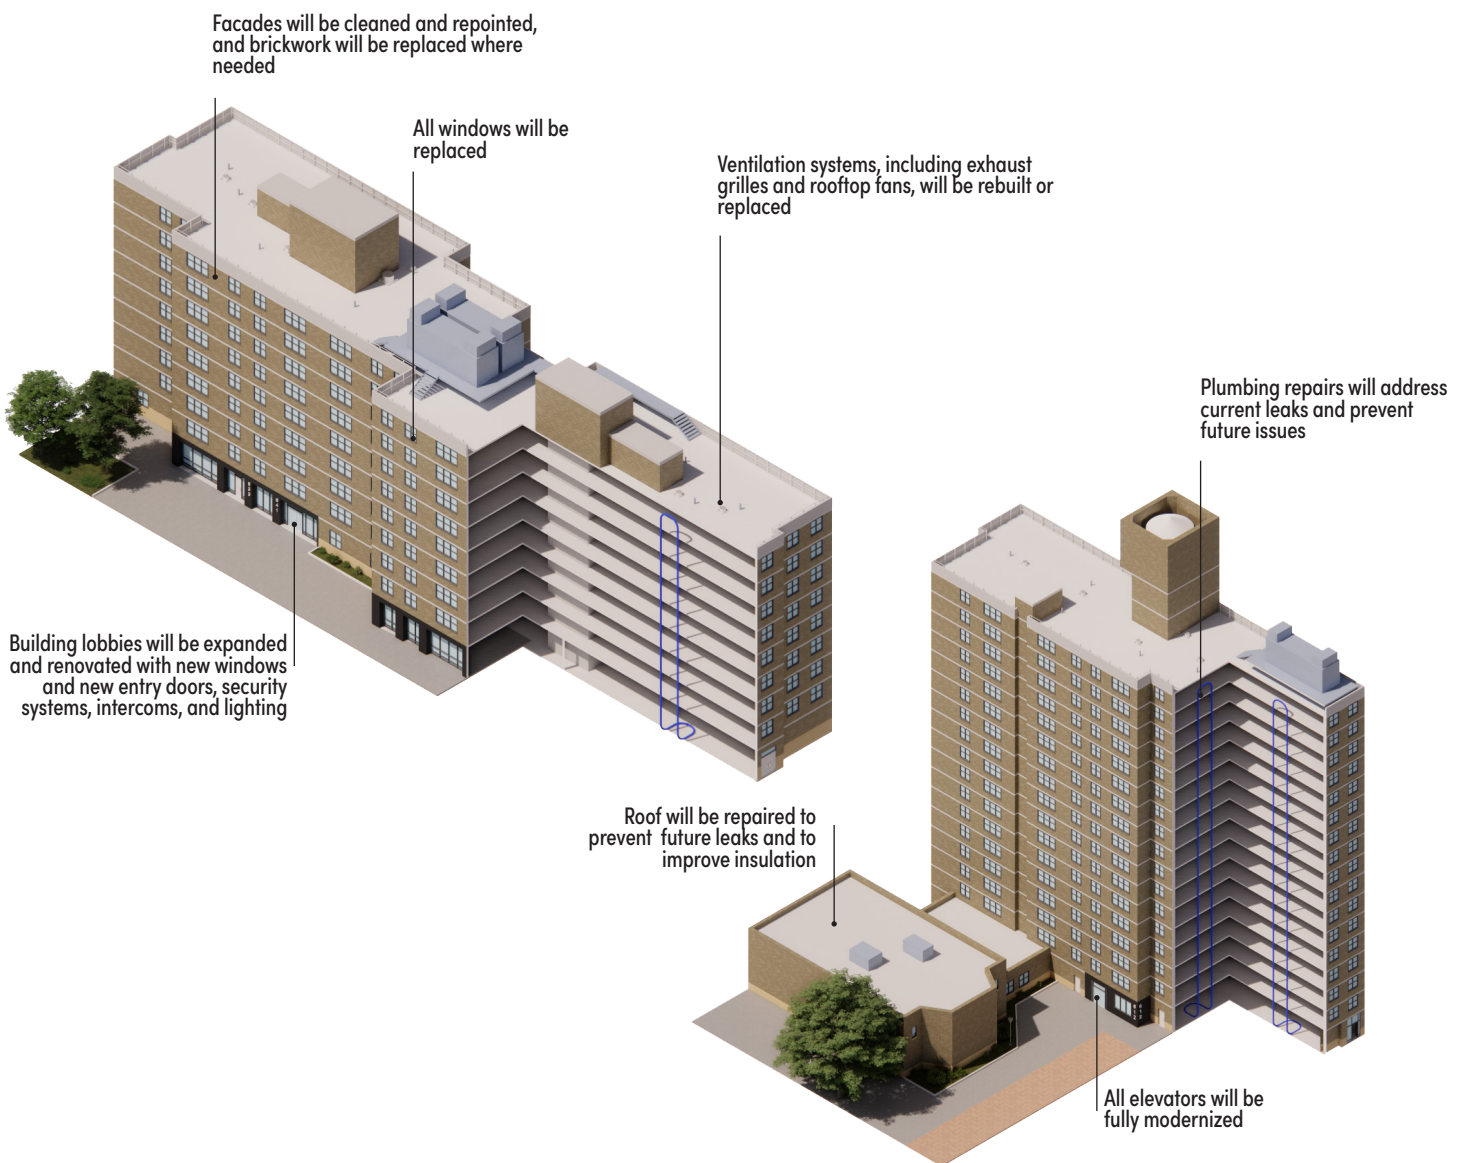 Facades will be cleaned and repointed,
and brickwork will be replaced where
needed
All windows will be
replaced
Ventilation systems, including exhaust
grilles and rooftop fans, will be rebuilt or
replaced
Plumbing repairs will address
current leaks and prevent
future issues
Building lobbies will be expanded
and renovated with new windows
and new entry doors, security
systems, intercoms, and lighting
Roof will be repaired to
prevent future leaks and to
improve insulation
All elevators will be
fully modernized